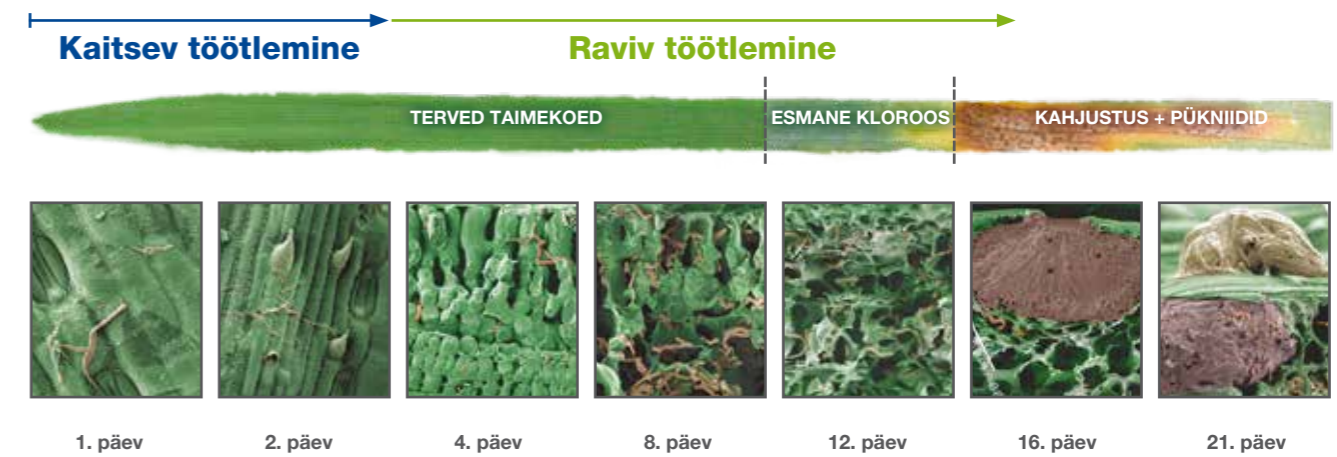 Kaitsev töötlemine
Raviv töötlemine
TERVED TAIMEKOED
ESMANE KLOROOS
KAHJUSTUS + PÜKNIIDID
1. päev
2. päev
4. päev
8. päev
12. päev
16. päev
21. päev